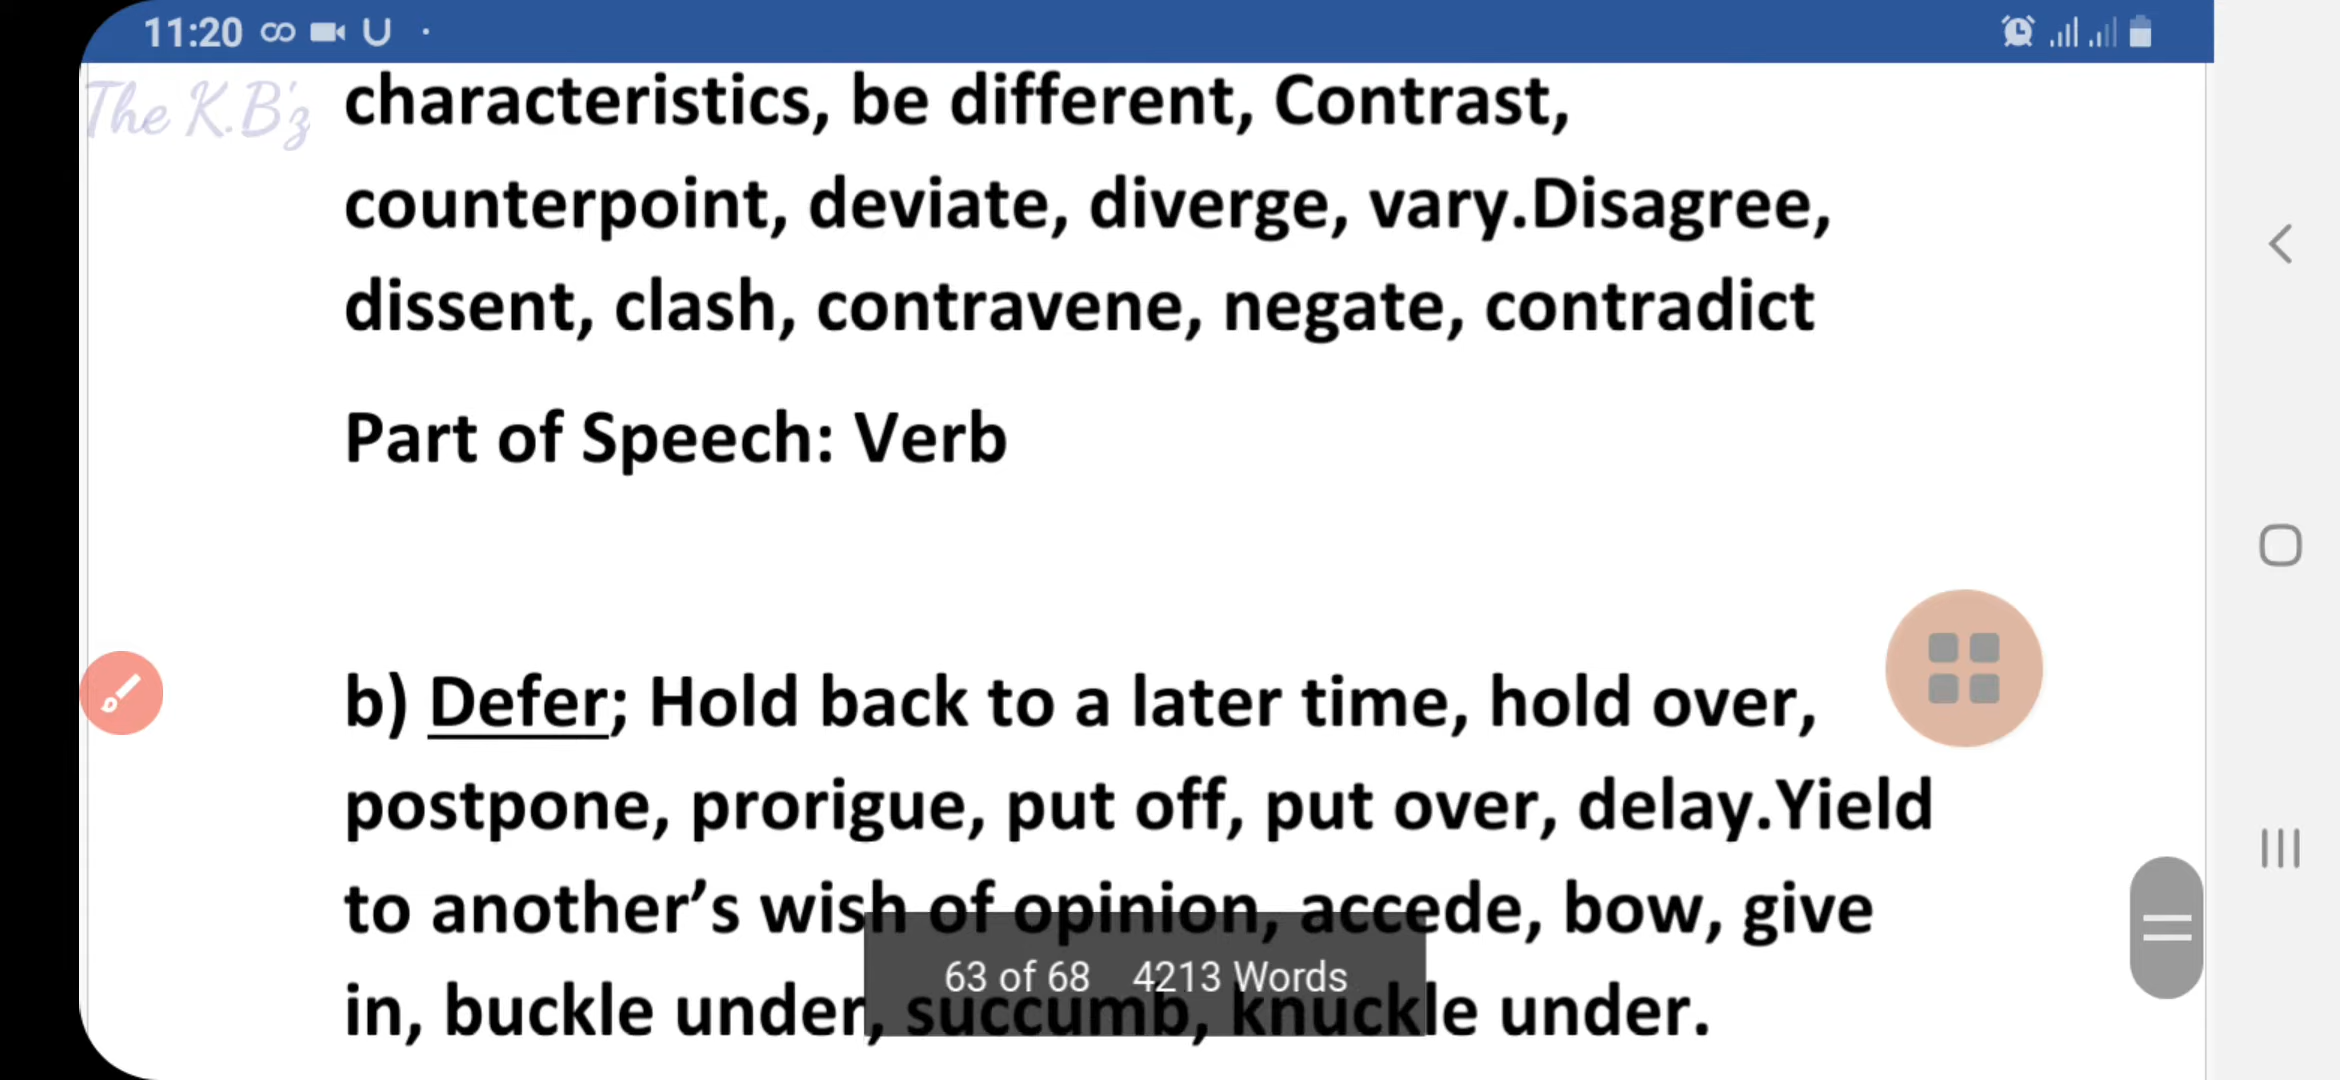 11:20
The K.B'z
characteristics, be different, Contrast,
counterpoint, deviate, diverge, vary.Disagree,
dissent, clash, contravene, negate, contradict
Part of Speech: Verb
b) Defer; Hold back to a later time, hold over,
postpone, prorigue, put off, put over, delay.Yield
to another’s wish of opinion, accede, bow, give
in, buckle under, succumb, knuckle under.
63 of 68 4213 Words